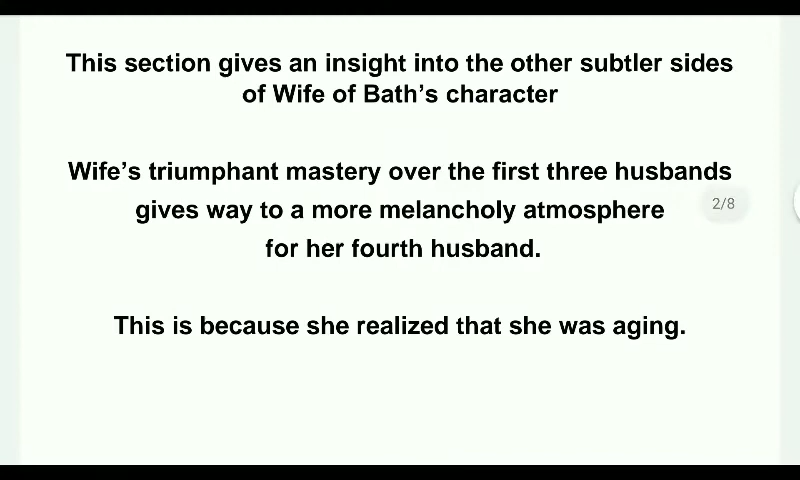 This section gives an insight into the other subtler sides
of Wife of Bath's character
Wife's triumphant mastery over the first three husbands
gives way to a more melancholy atmosphere
2/8
for her fourth husband.
This is because she realized that she was aging.